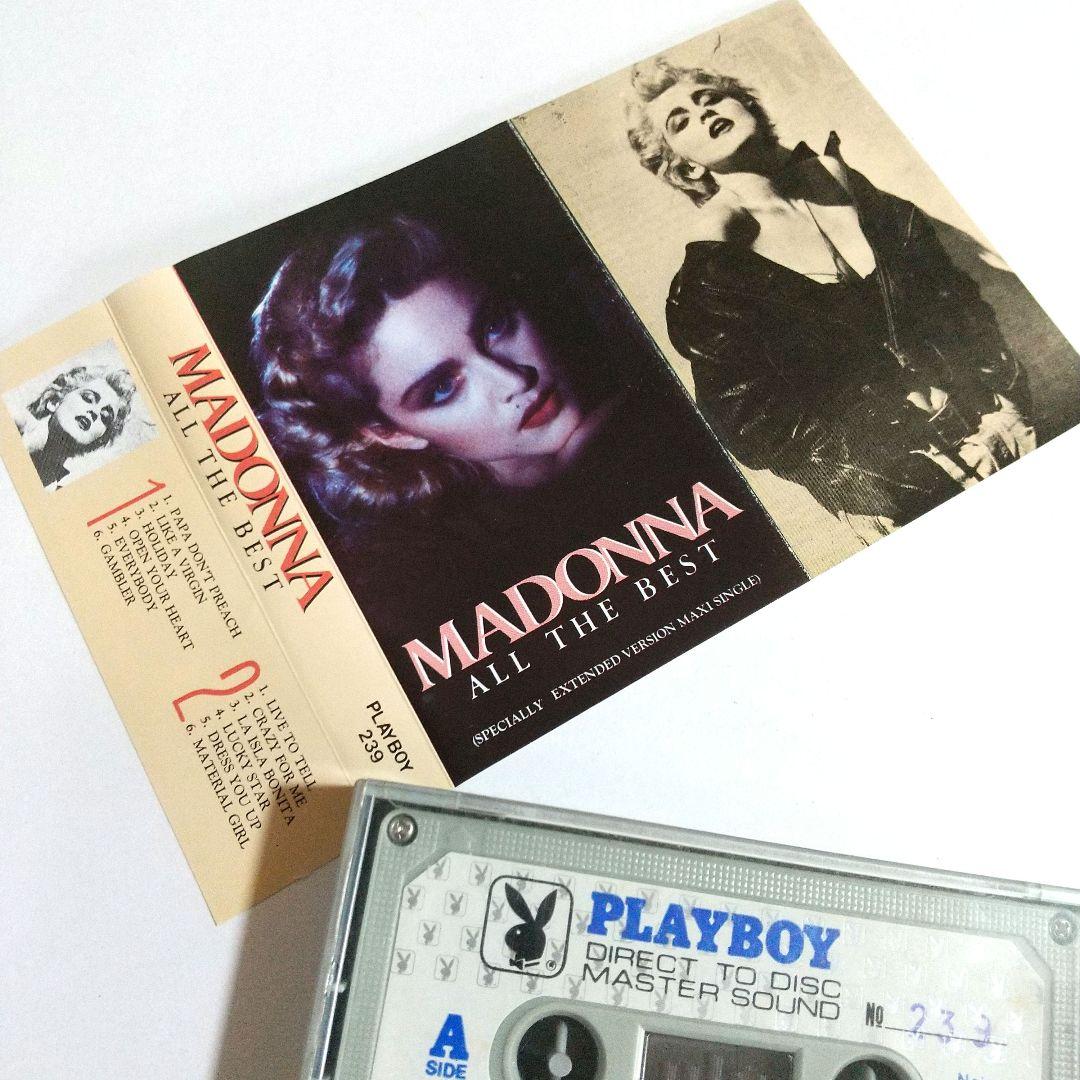 MADONNA
ALL THE BEST
1
1. PAPA DON'T PREACH
2. LIKE A VIRGIN
3. HOLIDAY
4. OPEN YOUR HEART
5. EVERYBODY
6. GAMBLER
2
1. LIVE TO TELL
2. CRAZY FOR ME
3. LA ISLA BONITA
4. LUCKY STAR
5. DRESS YOU UP
6. MATERIAL GIRL
PLAYBOY
239
MADONNA
ALL THE BEST
(SPECIALLY EXTENDED VERSION MAXI SINGLE)
PLAYBOY
DIRECT TO DISC
MASTER SOUND
№ 239
A
SIDE